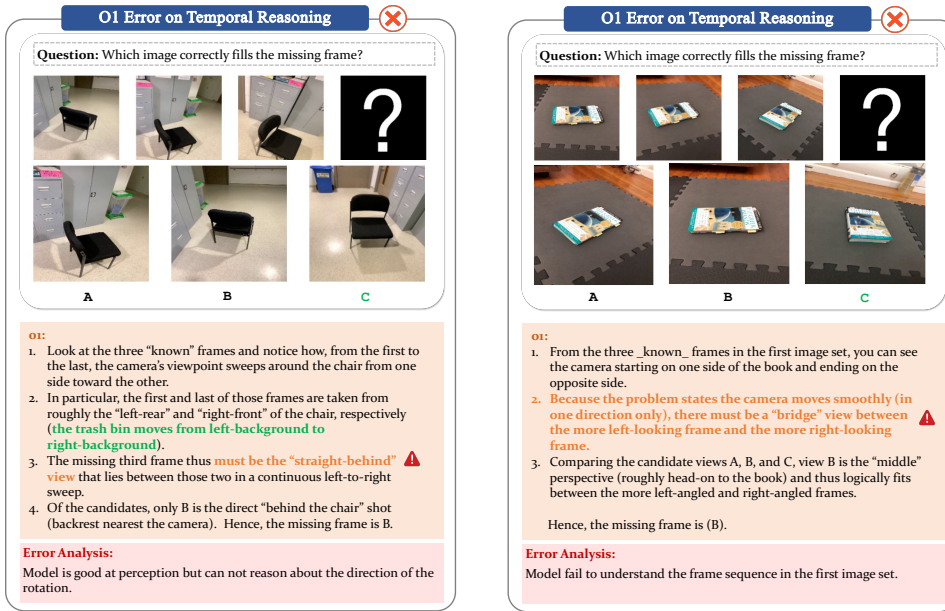 O1 Error on Temporal Reasoning
Question: Which image correctly fills the missing frame?
?
A B C
o1:
1. Look at the three “known” frames and notice how, from the first to
the last, the camera’s viewpoint sweeps around the chair from one
side toward the other.
2. In particular, the first and last of those frames are taken from
roughly the “left-rear” and “right-front” of the chair, respectively
(the trash bin moves from left-background to
right-background).
3. The missing third frame thus must be the “straight-behind”
view that lies between those two in a continuous left-to-right
sweep.
4. Of the candidates, only B is the direct “behind the chair” shot
(backrest nearest the camera). Hence, the missing frame is B.
Error Analysis:
Model is good at perception but can not reason about the direction of the
rotation.
O1 Error on Temporal Reasoning
Question: Which image correctly fills the missing frame?
?
A B C
o1:
1. From the three _known_ frames in the first image set, you can see
the camera starting on one side of the book and ending on the
opposite side.
2. Because the problem states the camera moves smoothly (in
one direction only), there must be a “bridge” view between
the more left-looking frame and the more right-looking
frame.
3. Comparing the candidate views A, B, and C, view B is the “middle”
perspective (roughly head-on to the book) and thus logically fits
between the more left-angled and right-angled frames.
Hence, the missing frame is (B).
Error Analysis:
Model fail to understand the frame sequence in the first image set.